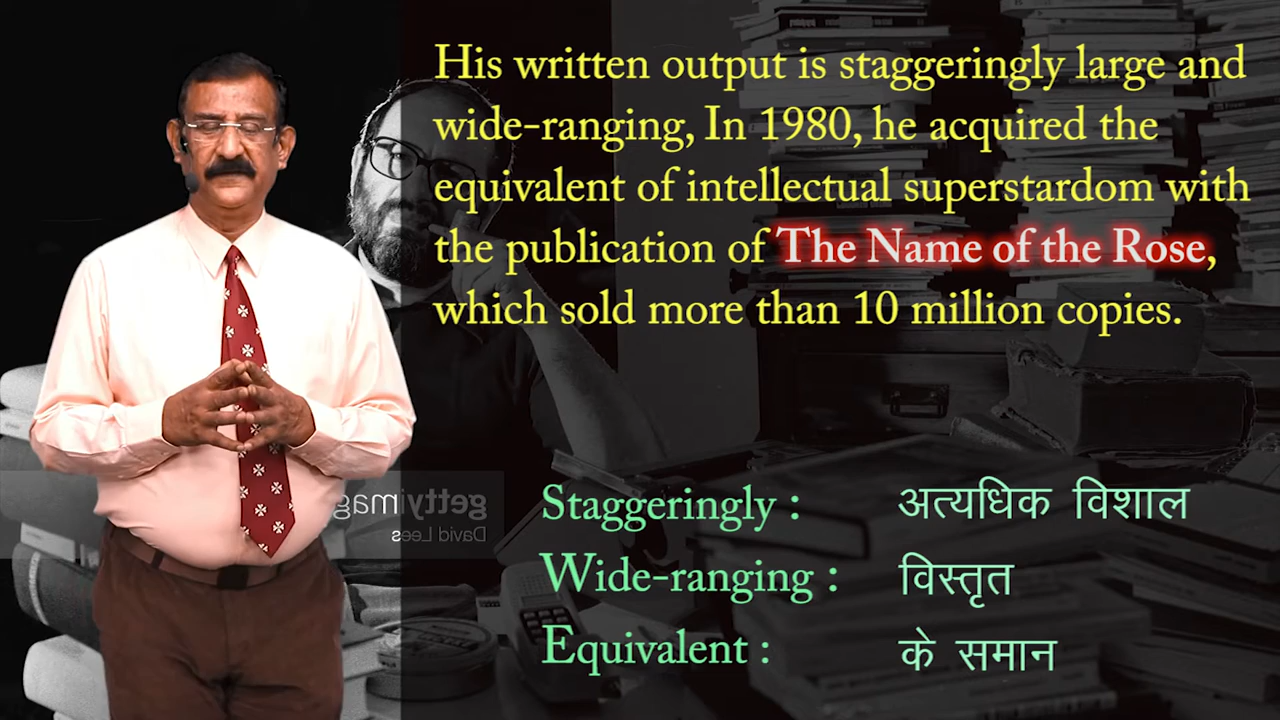 His written output is staggeringly large and
wide-ranging, In 1980, he acquired the
equivalent of intellectual superstardom with
the publication of The Name of the Rose,
which sold more than 10 million copies.
gettyimag
David Lees
Staggeringly : अत्यधिक विशाल
Wide-ranging : विस्तृत
Equivalent : के समान